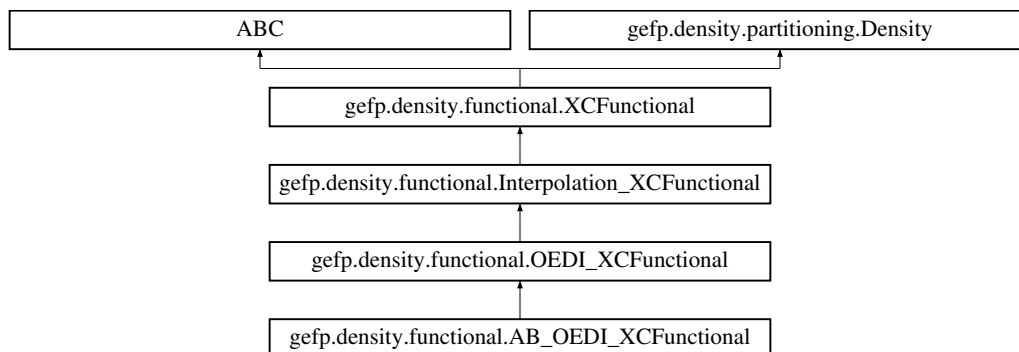 ABC
gefp.density.partitioning.Density
gefp.density.functional.XCFunctional
gefp.density.functional.Interpolation_XCFunctional
gefp.density.functional.OEDI_XCFunctional
gefp.density.functional.AB_OEDI_XCFunctional